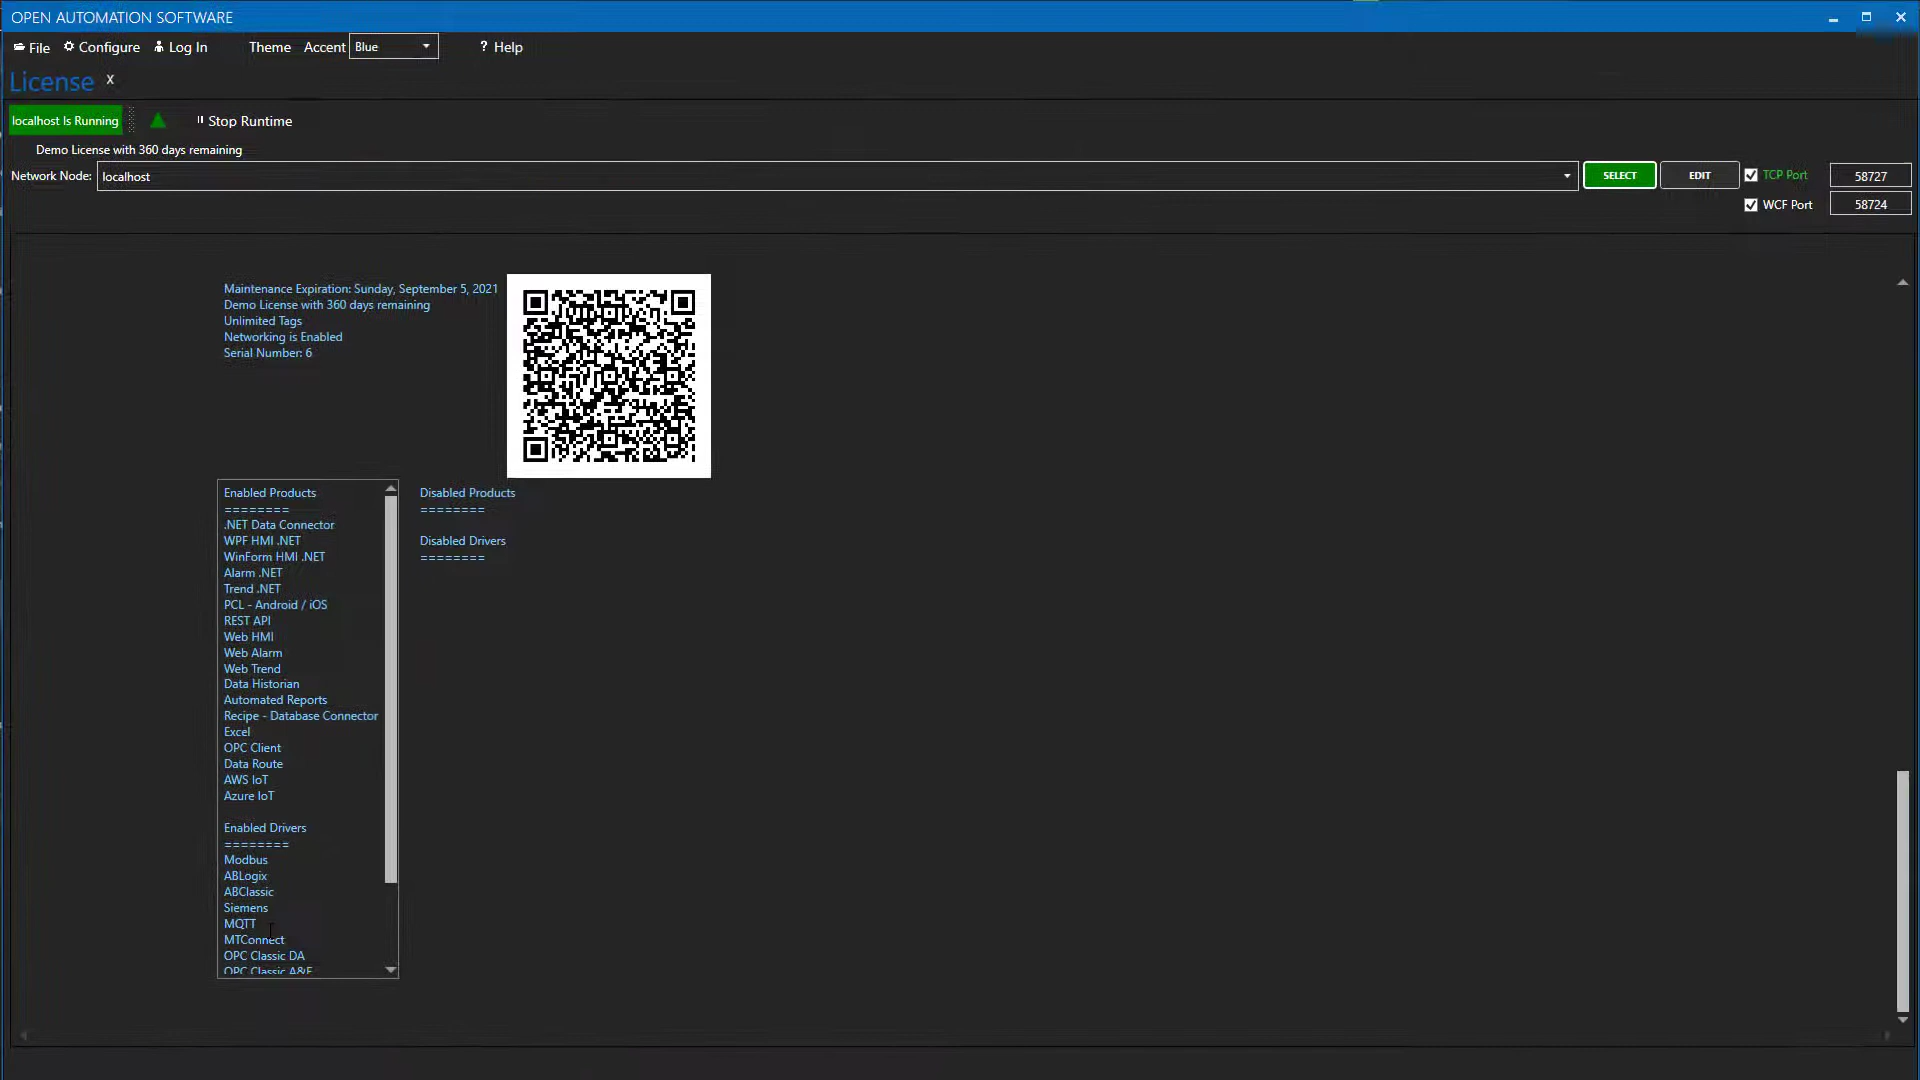 OPEN AUTOMATION SOFTWARE
File Configure Log In Theme Accent Blue ? Help
License X
localhost Is Running Stop Runtime
Demo License with 360 days remaining
Network Node: localhost SELECT EDIT TCP Port 58727
WCF Port 58724
Maintenance Expiration: Sunday, September 5, 2021
Demo License with 360 days remaining
Unlimited Tags
Networking is Enabled
Serial Number: 6
Enabled Products
========
.NET Data Connector
WPF HMI .NET
WinForm HMI .NET
Alarm .NET
Trend .NET
PCL - Android / iOS
REST API
Web HMI
Web Alarm
Web Trend
Data Historian
Automated Reports
Recipe - Database Connector
Excel
OPC Client
Data Route
AWS IoT
Azure IoT
Enabled Drivers
========
Modbus
ABLogix
ABClassic
Siemens
MQTT
MTConnect
OPC Classic DA
OPC Classic A&E
Disabled Products
========
Disabled Drivers
========